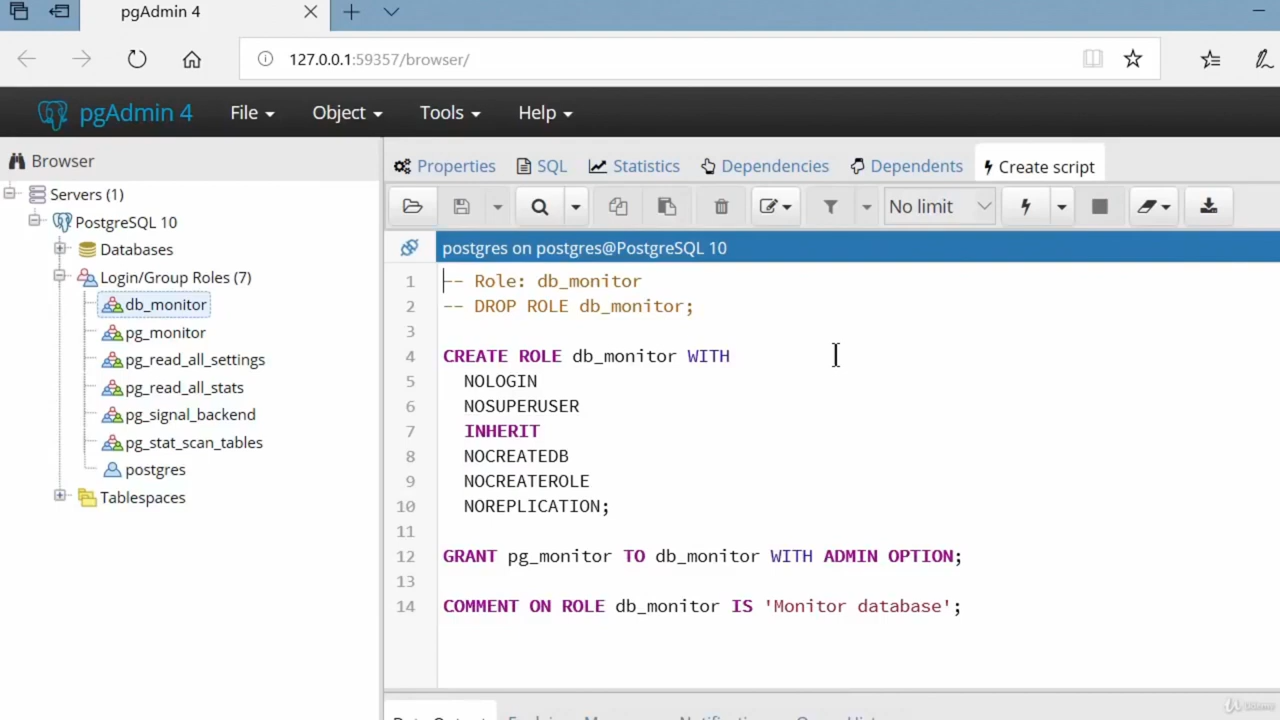 pgAdmin 4
127.0.0.1:59357/browser/
pgAdmin 4 File Object Tools Help
Browser
Servers (1)
PostgreSQL 10
Databases
Login/Group Roles (7)
db_monitor
pg_monitor
pg_read_all_settings
pg_read_all_stats
pg_signal_backend
pg_stat_scan_tables
postgres
Tablespaces
Properties SQL Statistics Dependencies Dependents Create script
No limit
postgres on postgres@PostgreSQL 10
1 -- Role: db_monitor
2 -- DROP ROLE db_monitor;
3
4 CREATE ROLE db_monitor WITH
5 NOLOGIN
6 NOSUPERUSER
7 INHERIT
8 NOCREATEDB
9 NOCREATEROLE
10 NOREPLICATION;
11
12 GRANT pg_monitor TO db_monitor WITH ADMIN OPTION;
13
14 COMMENT ON ROLE db_monitor IS 'Monitor database';
Udemy